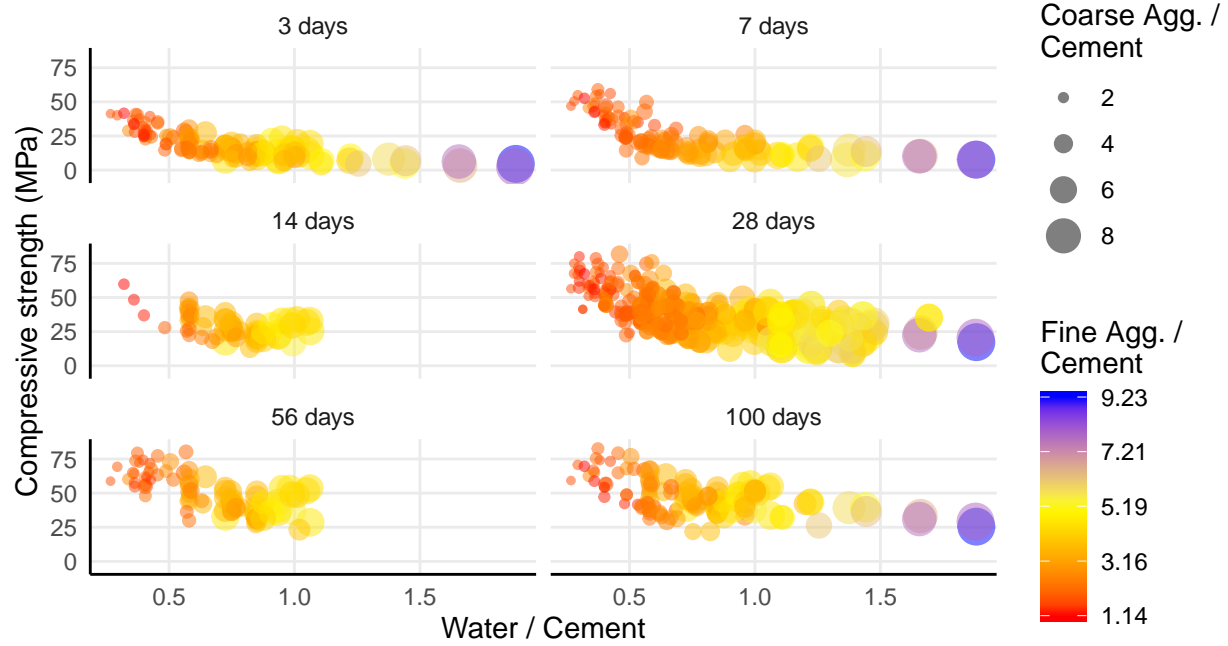 3 days
7 days
75
50
25
0
14 days
28 days
75
50
25
0
56 days
100 days
75
50
25
0
0.5
1.0
1.5
0.5
1.0
1.5
Water / Cement
Compressive strength (MPa)
Coarse Agg. /
Cement
2
4
6
8
Fine Agg. /
Cement
9.23
7.21
5.19
3.16
1.14